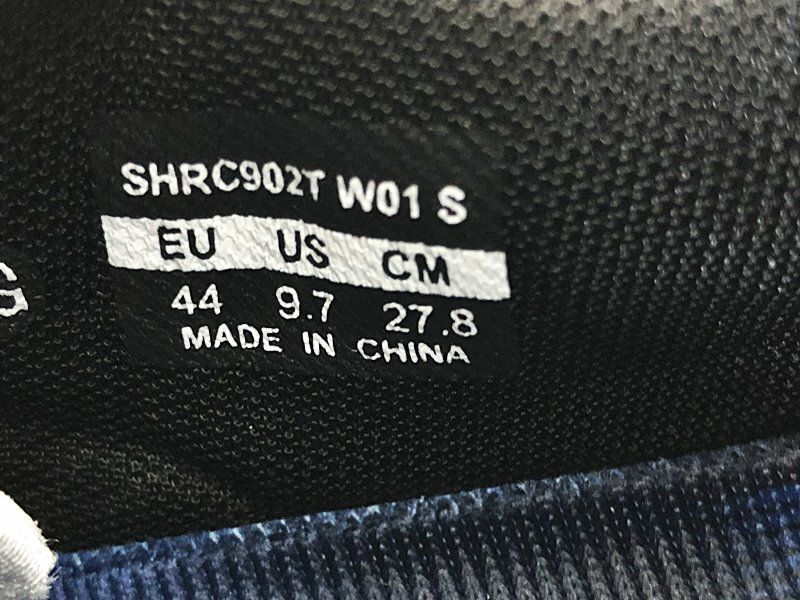 SHRC902T W01 S
EU US CM
44 9.7 27.8
MADE IN CHINA
G